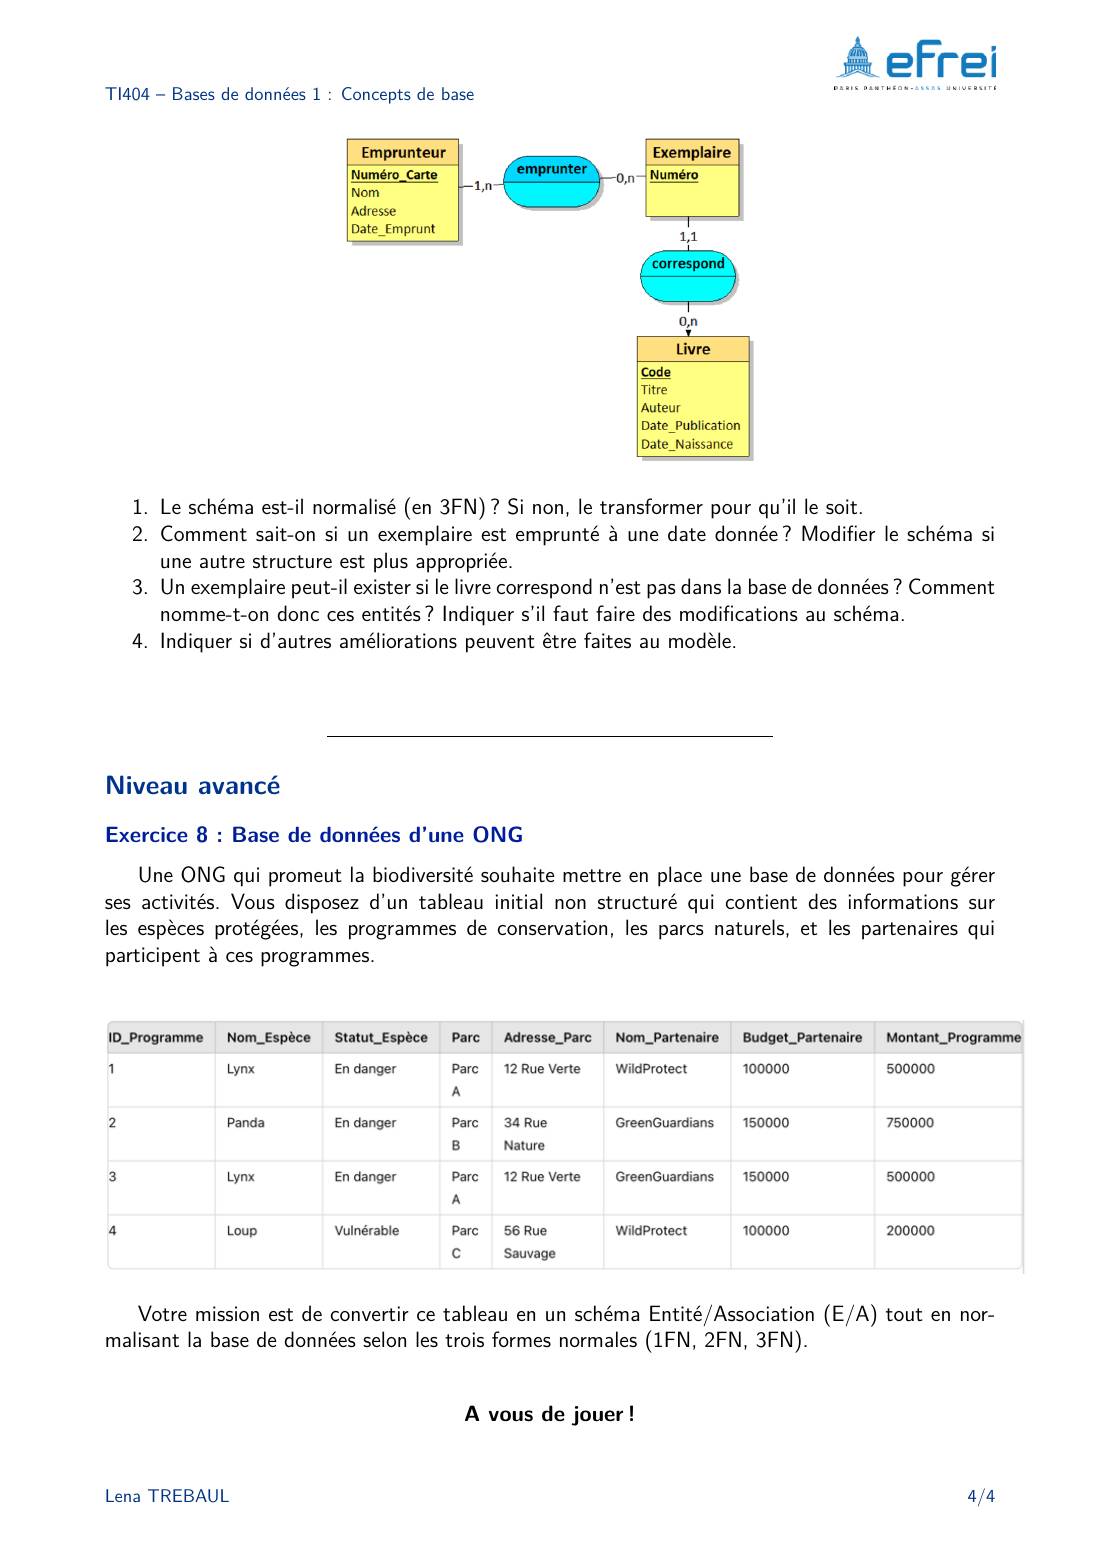 efrei
PARIS PANTHÉON-ASSAS UNIVERSITÉ
TI404 – Bases de données 1 : Concepts de base
Emprunteur
Numéro_Carte
Nom
Adresse
Date_Emprunt
1,n
emprunter
0,n
Exemplaire
Numéro
1,1
correspond
0,n
Livre
Code
Titre
Auteur
Date_Publication
Date_Naissance
1. Le schéma est-il normalisé (en 3FN) ? Si non, le transformer pour qu'il le soit.
2. Comment sait-on si un exemplaire est emprunté à une date donnée ? Modifier le schéma si
une autre structure est plus appropriée.
3. Un exemplaire peut-il exister si le livre correspond n'est pas dans la base de données ? Comment
nomme-t-on donc ces entités ? Indiquer s'il faut faire des modifications au schéma.
4. Indiquer si d'autres améliorations peuvent être faites au modèle.
Niveau avancé
Exercice 8 : Base de données d'une ONG
Une ONG qui promeut la biodiversité souhaite mettre en place une base de données pour gérer
ses activités. Vous disposez d'un tableau initial non structuré qui contient des informations sur
les espèces protégées, les programmes de conservation, les parcs naturels, et les partenaires qui
participent à ces programmes.
ID_Programme Nom_Espèce Statut_Espèce Parc Adresse_Parc Nom_Partenaire Budget_Partenaire Montant_Programme
1 Lynx En danger Parc 12 Rue Verte WildProtect 100000 500000
A
2 Panda En danger Parc 34 Rue GreenGuardians 150000 750000
B Nature
3 Lynx En danger Parc 12 Rue Verte GreenGuardians 150000 500000
A
4 Loup Vulnérable Parc 56 Rue WildProtect 100000 200000
C Sauvage
Votre mission est de convertir ce tableau en un schéma Entité/Association (E/A) tout en nor-
malisant la base de données selon les trois formes normales (1FN, 2FN, 3FN).
A vous de jouer !
Lena TREBAUL 4/4